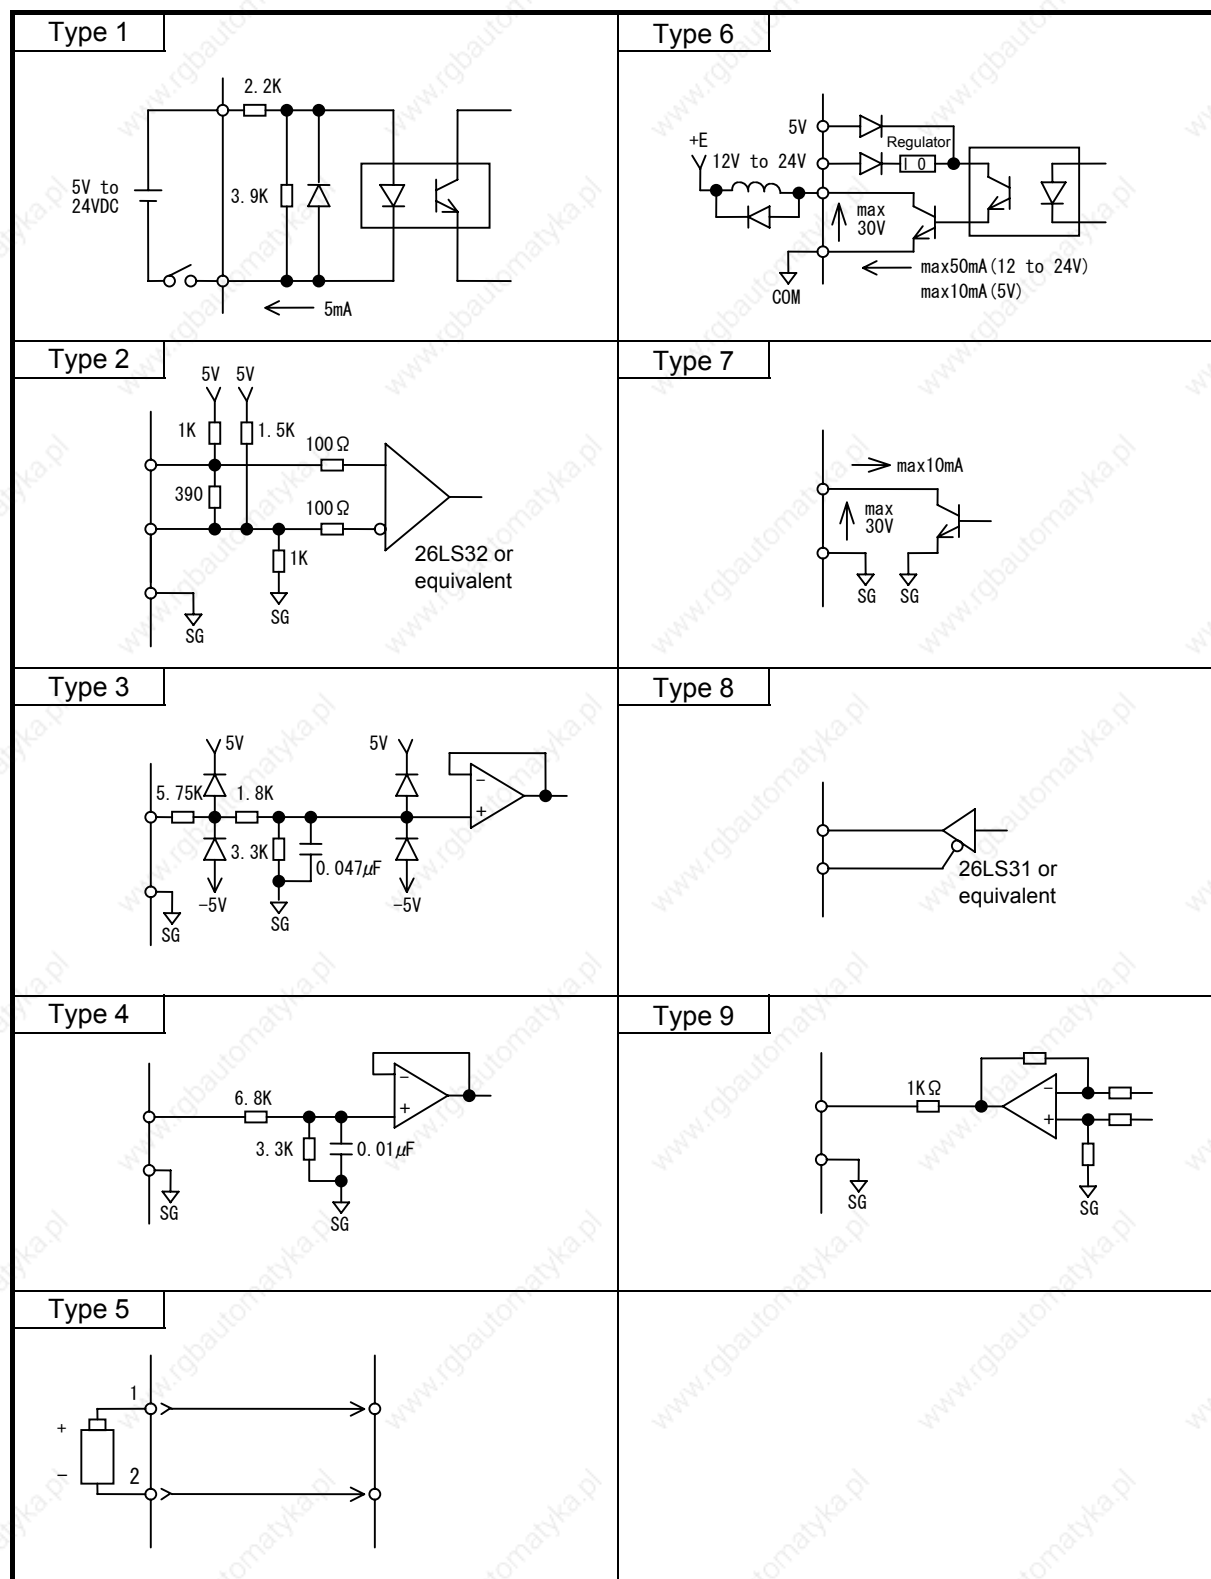 Type 1
2.2K
3.9K
5V to
24VDC
5mA
Type 6
5V
+E
12V to 24V
Regulator
I O
max
30V
max50mA(12 to 24V)
max10mA(5V)
COM
Type 2
5V 5V
1K
1.5K
100Ω
390
100Ω
1K
26LS32 or
equivalent
SG
SG
Type 7
max10mA
max
30V
SG SG
Type 3
5V
5V
5.75K
1.8K
3.3K
0.047μF
-5V
-5V
SG
SG
−
+
Type 8
26LS31 or
equivalent
Type 4
6.8K
3.3K
0.01μF
SG
SG
−
+
Type 9
1KΩ
−
+
SG
SG
Type 5
1
+
−
2
www.rgbautomatyka.pl